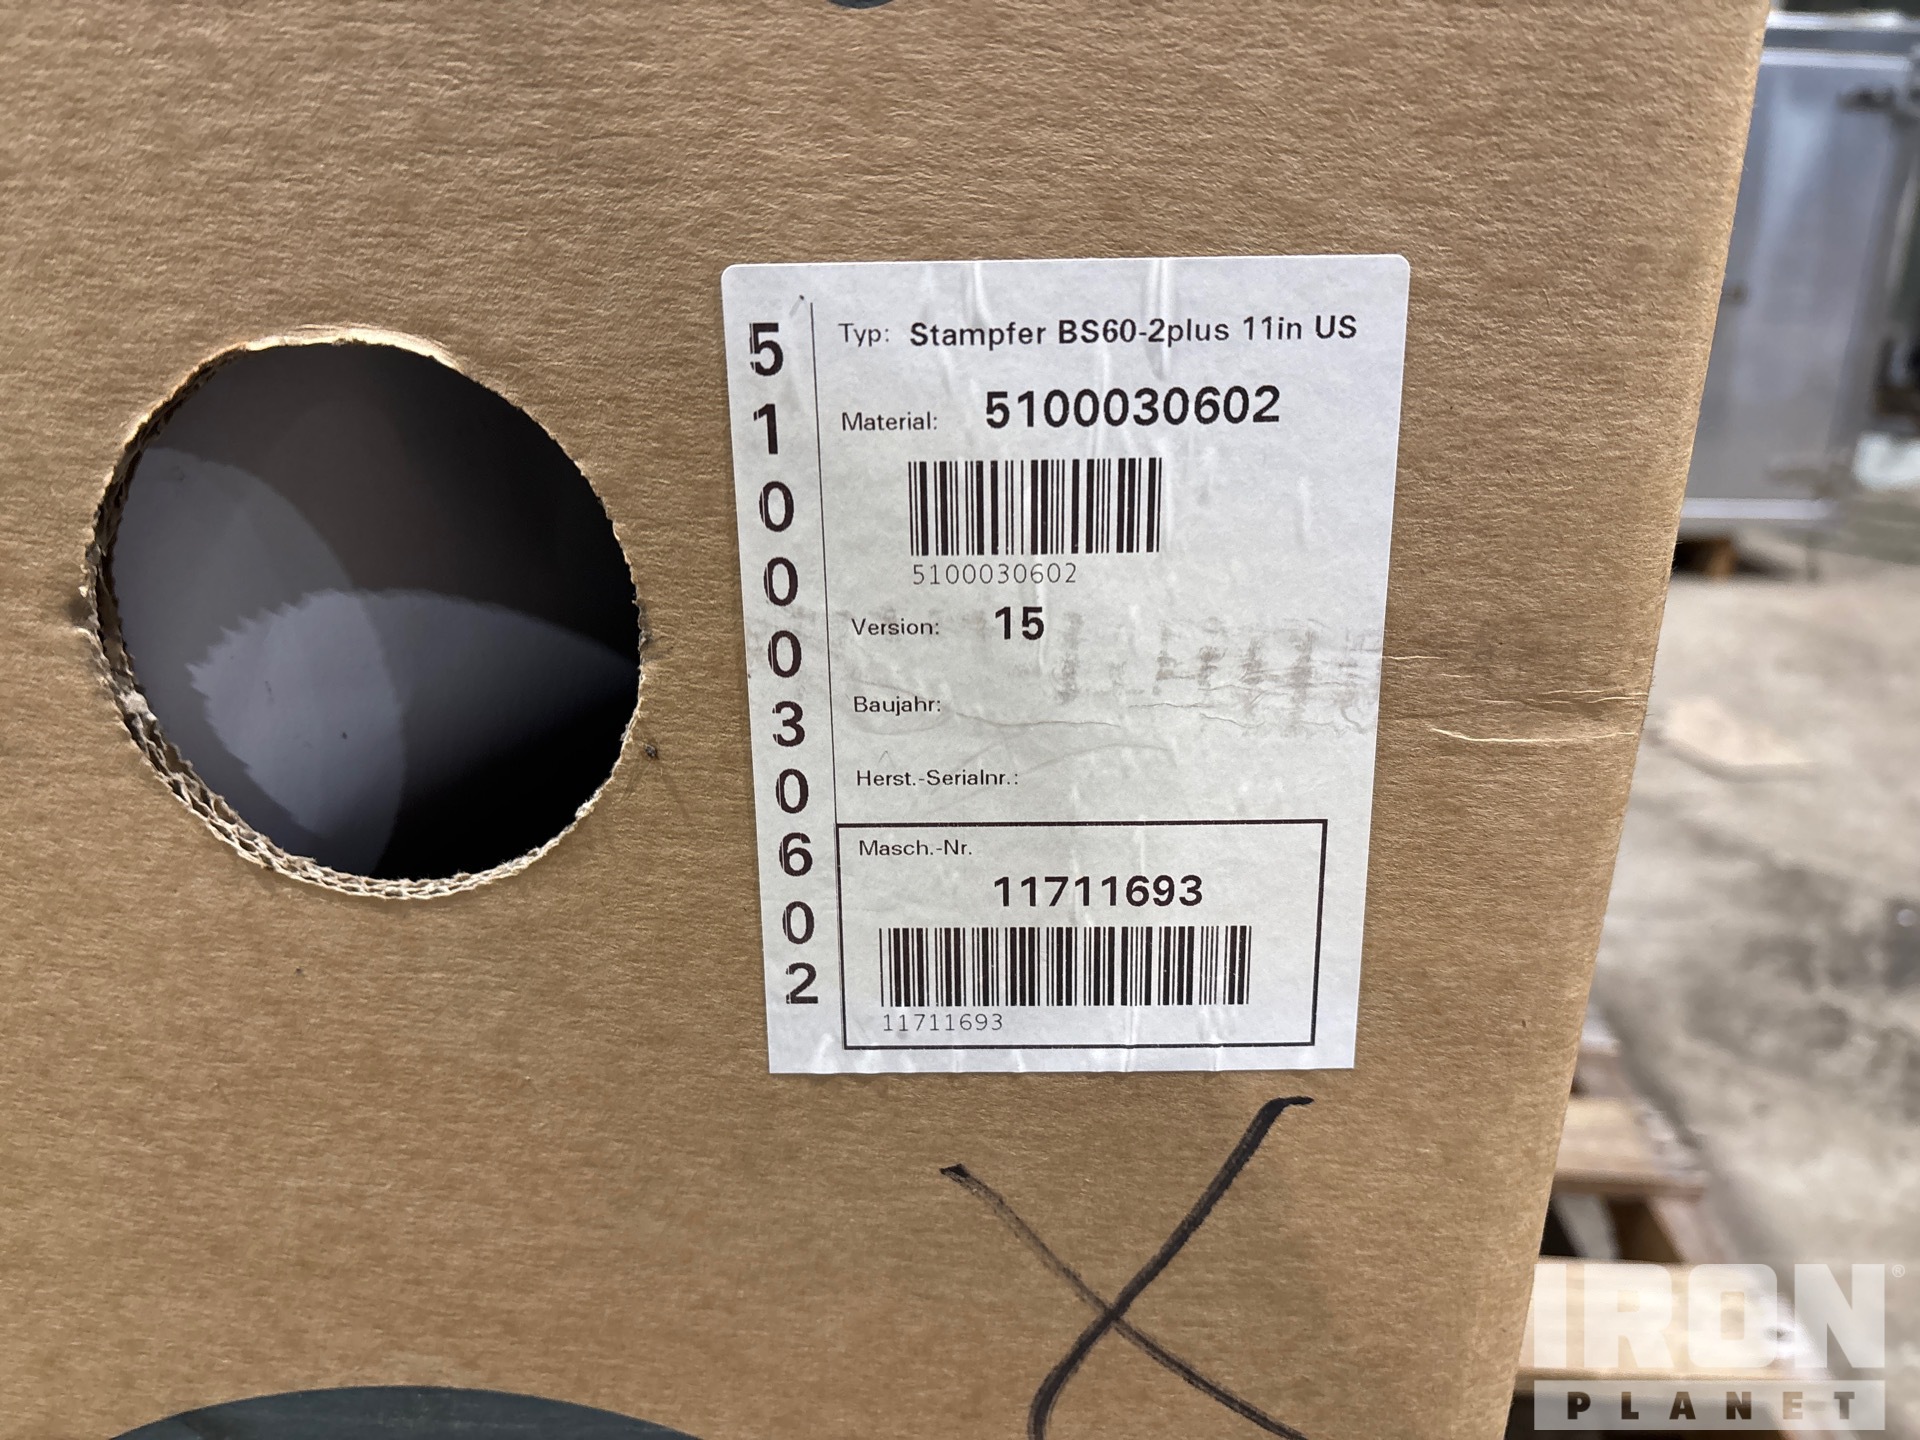 5100030602
Typ: Stampfer BS60-2plus 11in US
Material: 5100030602
5100030602
Version: 15
Baujahr:
Herst.-Serialnr.:
Masch.-Nr.
11711693
11711693
IRON®
PLANET